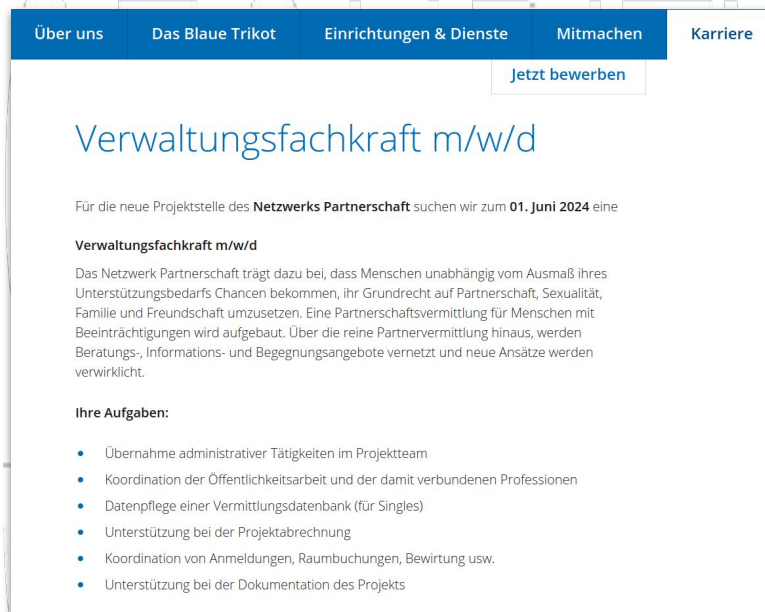 Über uns Das Blaue Trikot Einrichtungen & Dienste Mitmachen Karriere
Jetzt bewerben
Verwaltungsfachkraft m/w/d
Für die neue Projektstelle des Netzwerks Partnerschaft suchen wir zum 01. Juni 2024 eine
Verwaltungsfachkraft m/w/d
Das Netzwerk Partnerschaft trägt dazu bei, dass Menschen unabhängig vom Ausmaß ihres
Unterstützungsbedarfs Chancen bekommen, ihr Grundrecht auf Partnerschaft, Sexualität,
Familie und Freundschaft umzusetzen. Eine Partnerschaftsvermittlung für Menschen mit
Beeinträchtigungen wird aufgebaut. Über die reine Partnervermittlung hinaus, werden
Beratungs-, Informations- und Begegnungsangebote vernetzt und neue Ansätze werden
verwirklicht.
Ihre Aufgaben:
• Übernahme administrativer Tätigkeiten im Projektteam
• Koordination der Öffentlichkeitsarbeit und der damit verbundenen Professionen
• Datenpflege einer Vermittlungsdatenbank (für Singles)
• Unterstützung bei der Projektabrechnung
• Koordination von Anmeldungen, Raumbuchungen, Bewirtung usw.
• Unterstützung bei der Dokumentation des Projekts